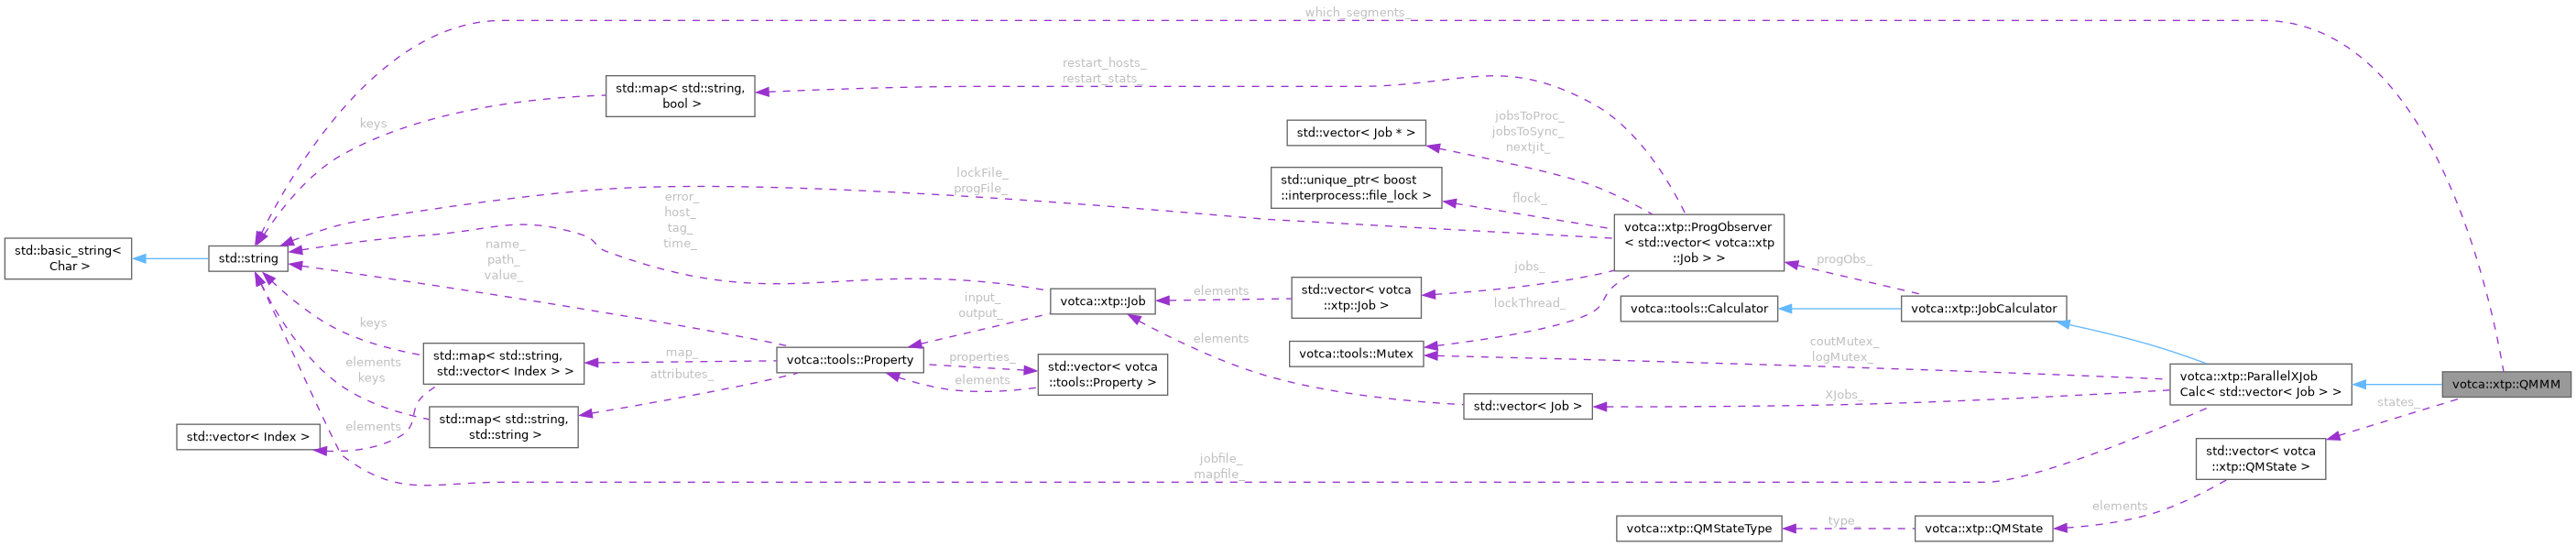 which_segments_
restart_hosts_
restart_stats_
std::map< std::string,
bool >
keys
jobsToProc_
jobsToSync_
nextjit_
std::vector< Job * >
std::unique_ptr< boost
::interprocess::file_lock >
flock_
lockFile_
progFile_
error_
host_
tag_
time_
votca::xtp::ProgObserver
< std::vector< votca::xtp
::Job > >
std::basic_string<
Char >
std::string
name_
path_
value_
progObs_
jobs_
std::vector< votca
::xtp::Job >
elements
votca::xtp::Job
input_
output_
lockThread_
votca::tools::Calculator
votca::xtp::JobCalculator
keys
votca::tools::Mutex
coutMutex_
logMutex_
elements
map_
votca::tools::Property
properties_
elements
std::map< std::string,
std::vector< Index > >
elements
keys
attributes_
std::vector< votca
::tools::Property >
votca::xtp::ParallelXJob
Calc< std::vector< Job > >
votca::xtp::QMMM
XJobs_
std::vector< Job >
states_
std::map< std::string,
std::string >
elements
std::vector< Index >
jobfile_
mapfile_
std::vector< votca
::xtp::QMState >
elements
votca::xtp::QMStateType
type_
votca::xtp::QMState